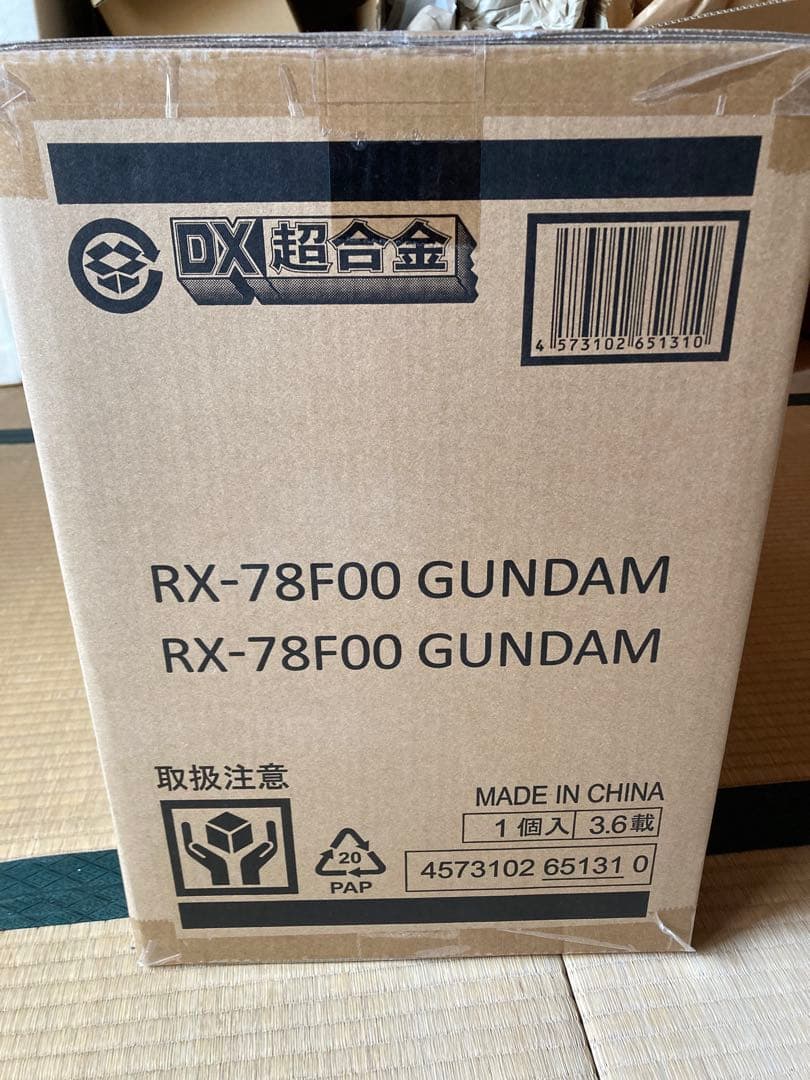 DX超合金
4 573102 651310
RX-78F00 GUNDAM
RX-78F00 GUNDAM
取扱注意
MADE IN CHINA
1個入 3.6載
20
PAP
4573102 65131 0